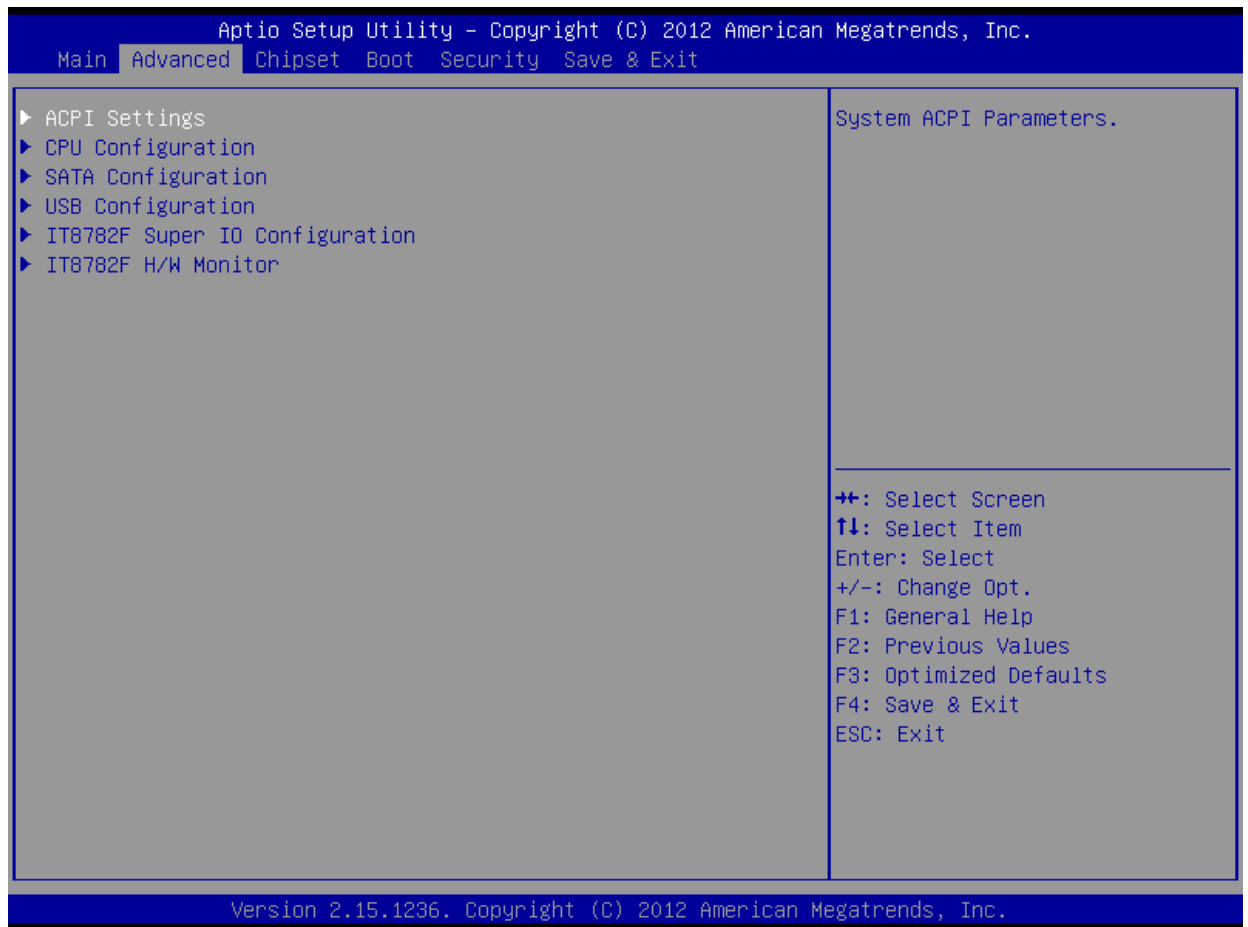 Aptio Setup Utility – Copyright (C) 2012 American Megatrends, Inc.
Main Advanced Chipset Boot Security Save & Exit
▶ ACPI Settings
▶ CPU Configuration
▶ SATA Configuration
▶ USB Configuration
▶ IT8782F Super IO Configuration
▶ IT8782F H/W Monitor
System ACPI Parameters.
→←: Select Screen
↑↓: Select Item
Enter: Select
+/-: Change Opt.
F1: General Help
F2: Previous Values
F3: Optimized Defaults
F4: Save & Exit
ESC: Exit
Version 2.15.1236. Copyright (C) 2012 American Megatrends, Inc.